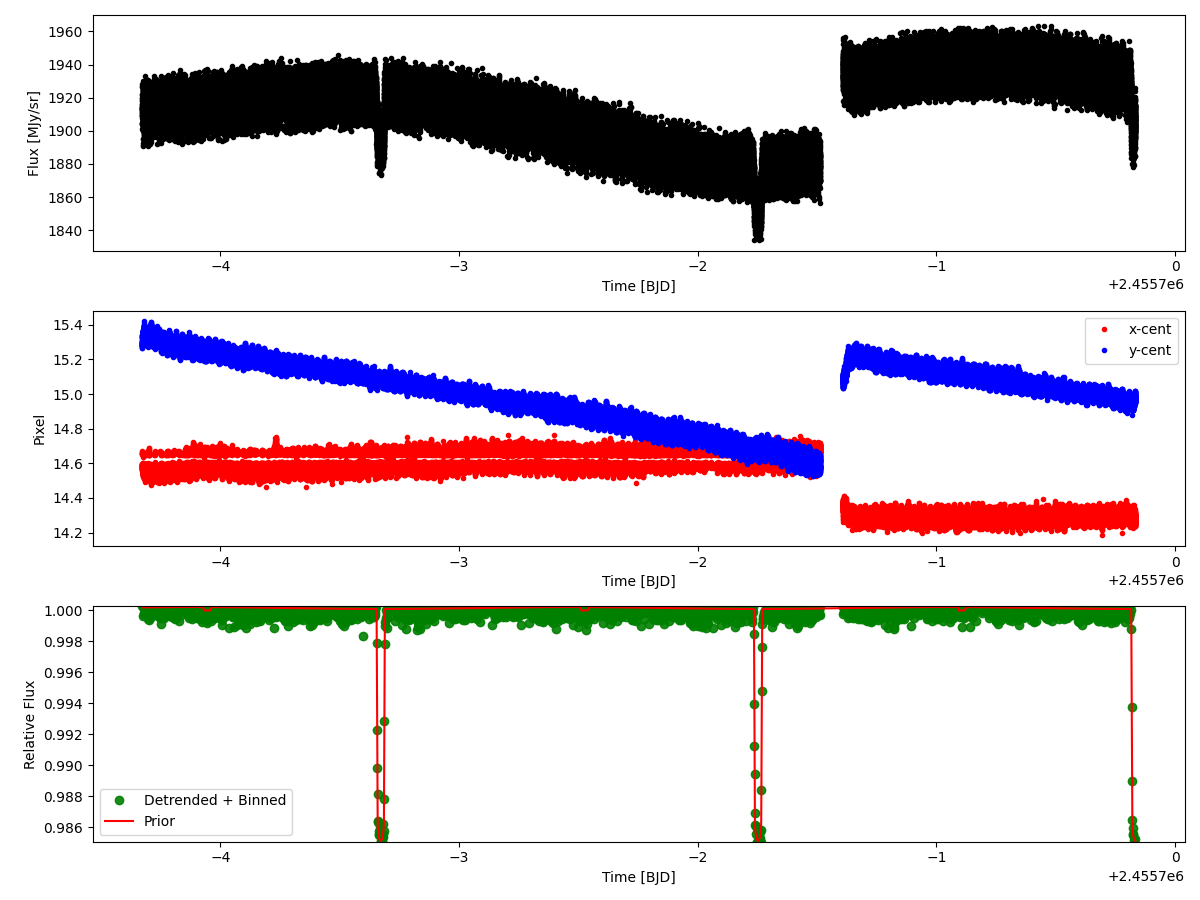 1960
1940
1920
1900
1880
1860
1840
Flux [MJy/sr]
−4 −3 −2 −1 0
Time [BJD]
+2.4557e6
15.4
15.2
15.0
14.8
14.6
14.4
14.2
Pixel
x-cent
y-cent
−4 −3 −2 −1 0
Time [BJD]
+2.4557e6
1.000
0.998
0.996
0.994
0.992
0.990
0.988
0.986
Relative Flux
Detrended + Binned
Prior
−4 −3 −2 −1 0
Time [BJD]
+2.4557e6